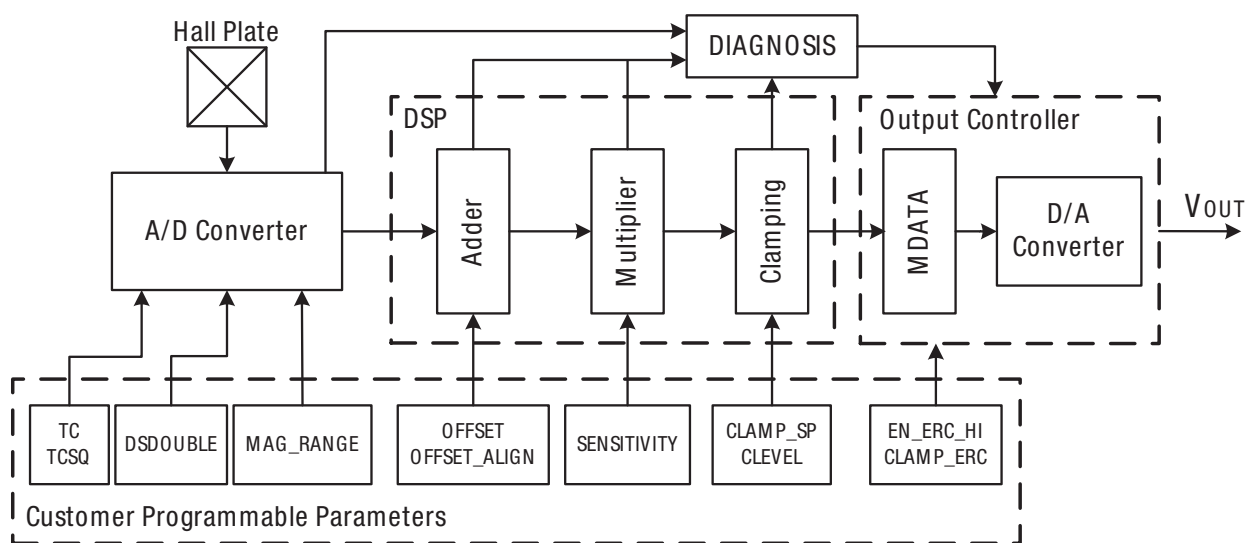 Hall Plate
DIAGNOSIS
DSP
Output Controller
A/D Converter
Adder
Multiplier
Clamping
MDATA
D/A
Converter
VOUT
TC
TCSQ
DSDOUBLE
MAG_RANGE
OFFSET
OFFSET_ALIGN
SENSITIVITY
CLAMP_SP
CLEVEL
EN_ERC_HI
CLAMP_ERC
Customer Programmable Parameters